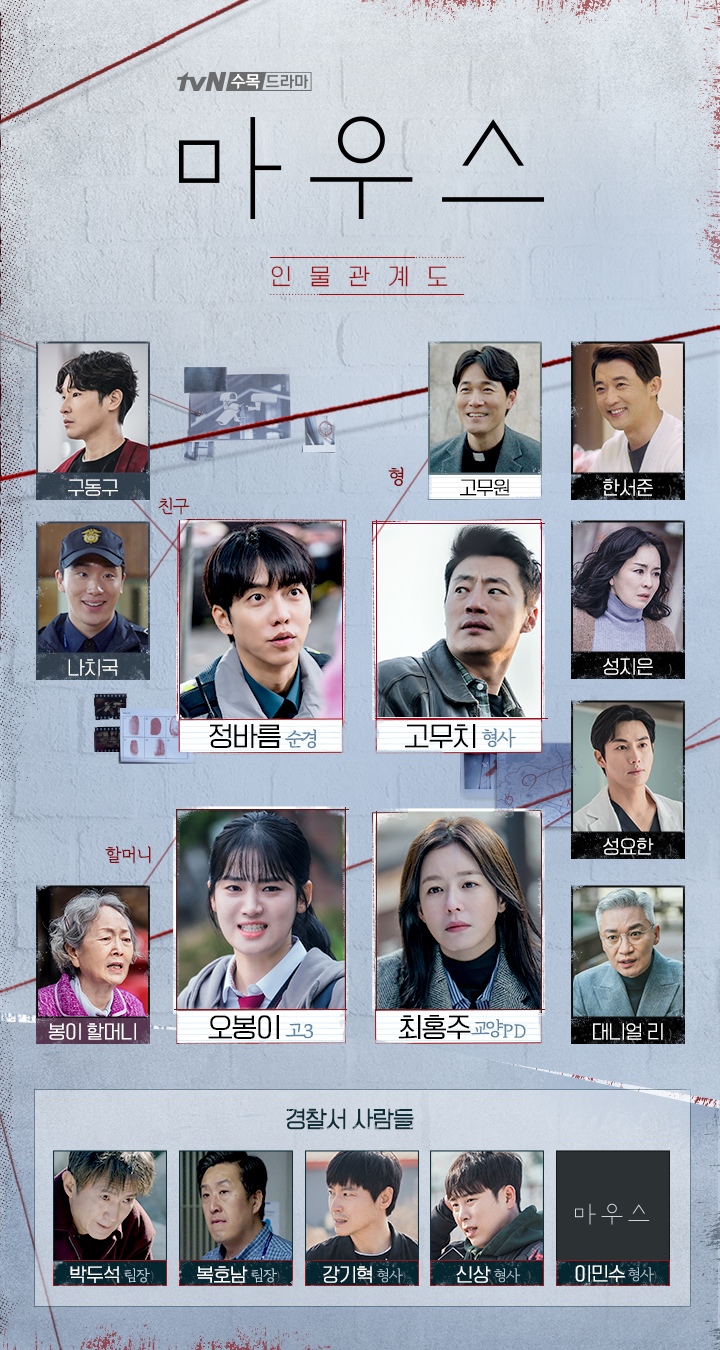 tvN 수목 드라마
마우스
인물관계도
구동구
고무원
한서준
형
친구
나치국
성지은
정바름 순경
고무치 형사
성요한
할머니
봉이 할머니
오봉이 고3
최홍주 교양PD
대니얼 리
경찰서 사람들
마우스
박두석 팀장
복호남 팀장
강기혁 형사
신상 형사
이민수 형사